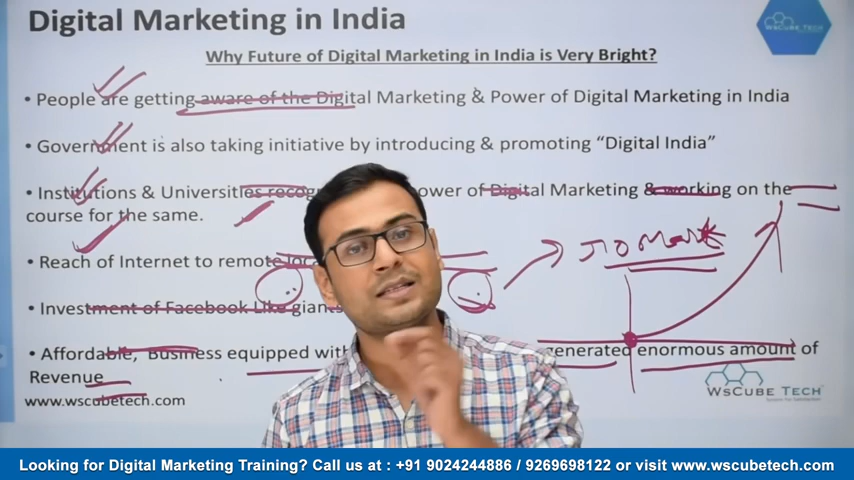 Digital Marketing in India
WSCUBE TECH
Why Future of Digital Marketing in India is Very Bright?
• People are getting aware of the Digital Marketing & Power of Digital Marketing in India
• Government is also taking initiative by introducing & promoting “Digital India”
• Institutions & Universities power of Digital Marketing & working on the
course for the same.
• Reach of Internet to remote
• Investment of Facebook Like giants
• Affordable, Business equipped with generated enormous amount of
Revenue
www.wscubetech.com
WSCUBE TECH
Looking for Digital Marketing Training? Call us at : +91 9024244886 / 9269698122 or visit www.wscubetech.com